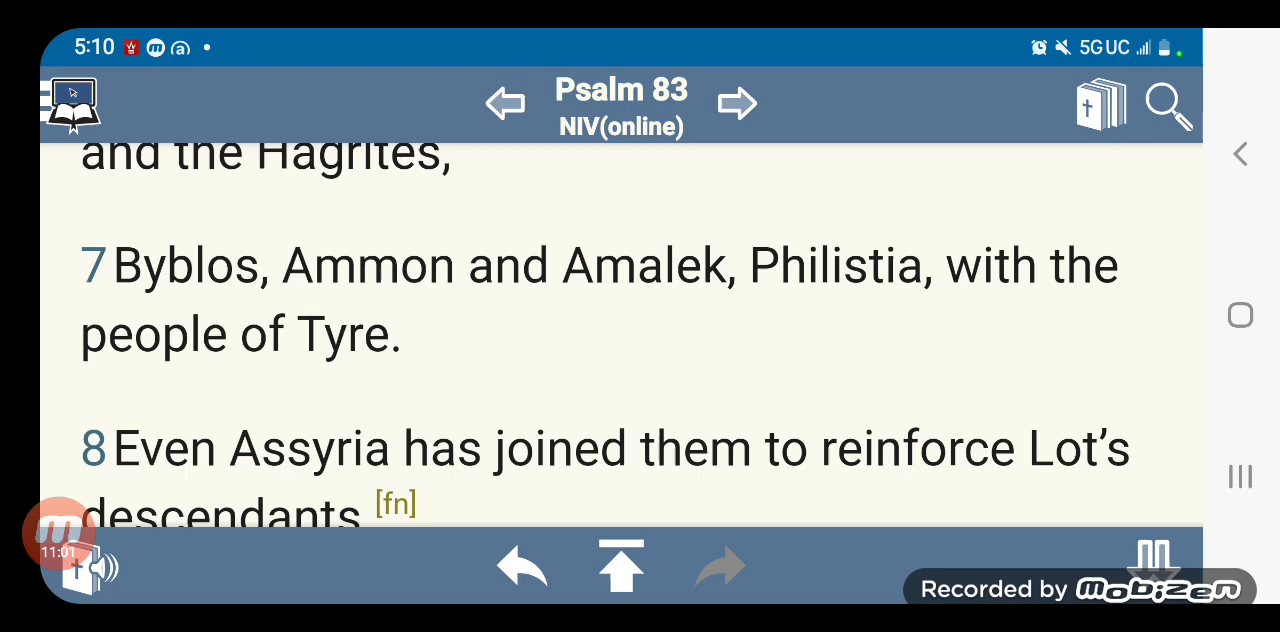 5:10 5G UC
Psalm 83
NIV(online)
and the Hagrites,
7 Byblos, Ammon and Amalek, Philistia, with the
people of Tyre.
8 Even Assyria has joined them to reinforce Lot's
descendants [fn]
11:01
Recorded by mobizen